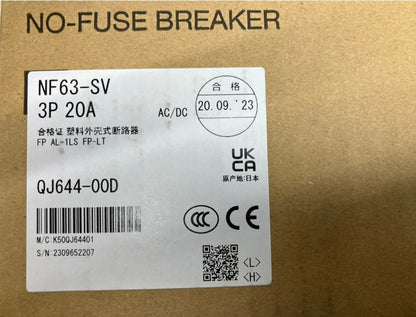 NO-FUSE BREAKER
NF63-SV
3P 20A
AC/DC
合格
20.09.'23
合格证 塑料外壳式断路器
FP AL-1LS FP-LT
UK
CA
原产地:日本
QJ644-00D
CCC
CE
M/C:K50QJ64401
S/N:2309652207
<L>
<H>